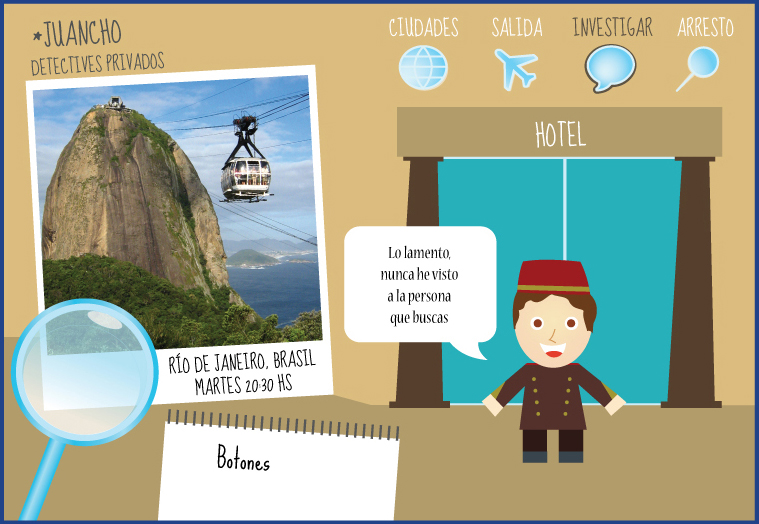 *JUANCHO
DETECTIVES PRIVADOS
CIUDADES
SALIDA
INVESTIGAR
ARRESTO
HOTEL
Lo lamento,
nunca he visto
a la persona
que buscas
RÍO DE JANEIRO, BRASIL
MARTES 20:30 HS
Botones